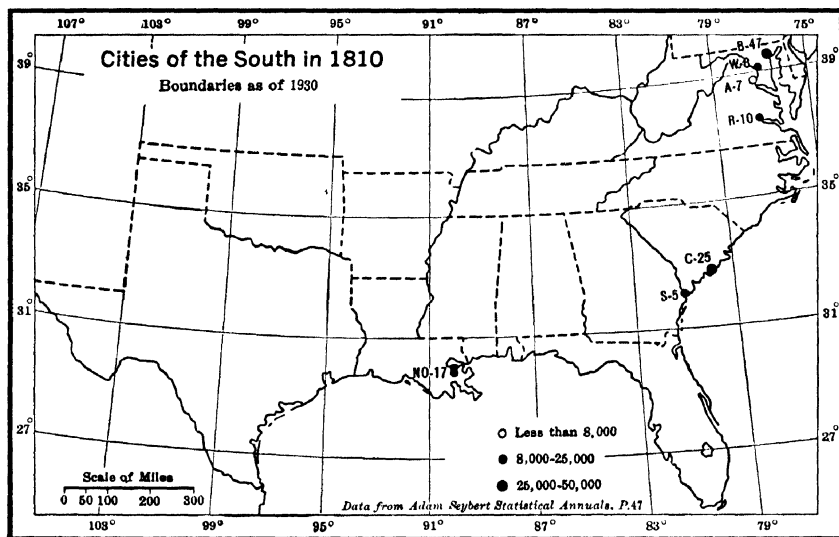 107° 103° 99° 95° 91° 87° 83° 79° 75°
Cities of the South in 1810
Boundaries as of 1930
39° 39°
B-47
W-8
A-7
R-10
35° 35°
C-25
S-5
31° 31°
NO-17
27° 27°
Less than 8,000
8,000-25,000
25,000-50,000
Scale of Miles
0 50 100 200 300
Data from Adam Seybert Statistical Annuals, P.47
103° 99° 95° 91° 87° 83° 79°